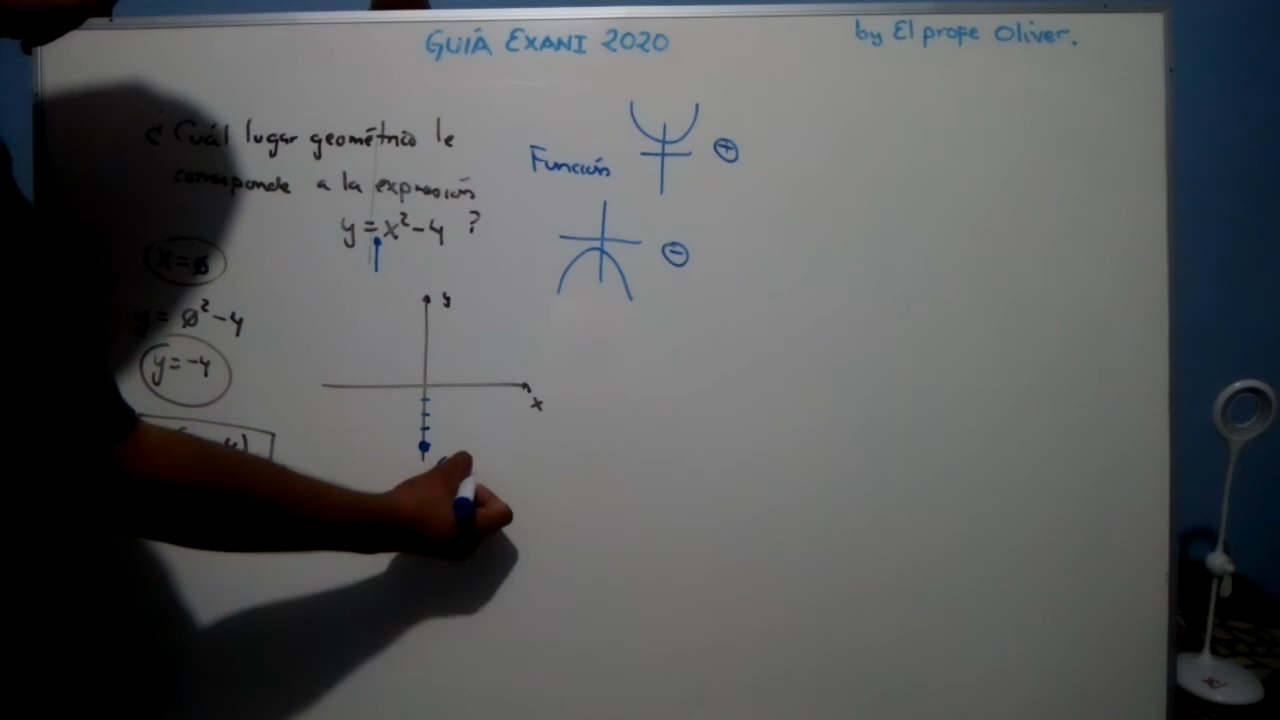 GUIÁ EXANI 2020
by El profe Oliver.
¿Cuál lugar geométrico le
corresponde a la expresión
y = x² - 4 ?
x = 0
y = 0² - 4
y = -4
Función
+
-
y
x